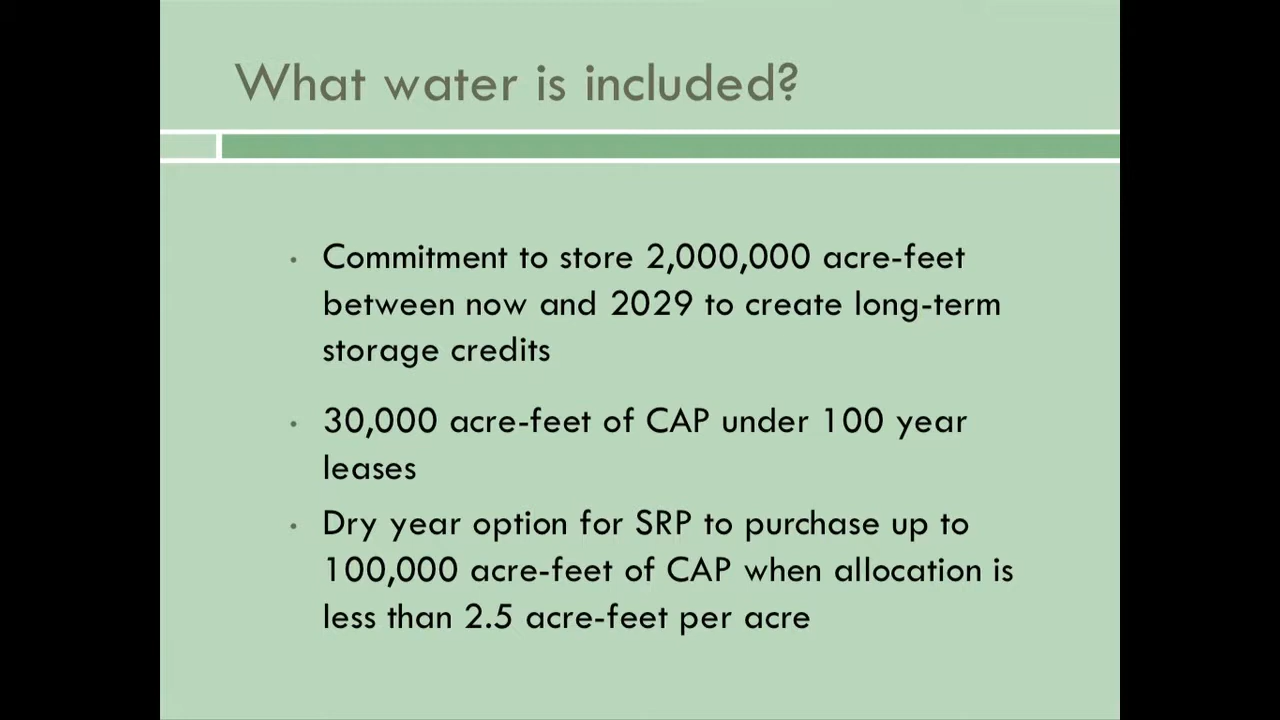 What water is included?
• Commitment to store 2,000,000 acre-feet
between now and 2029 to create long-term
storage credits
• 30,000 acre-feet of CAP under 100 year
leases
• Dry year option for SRP to purchase up to
100,000 acre-feet of CAP when allocation is
less than 2.5 acre-feet per acre